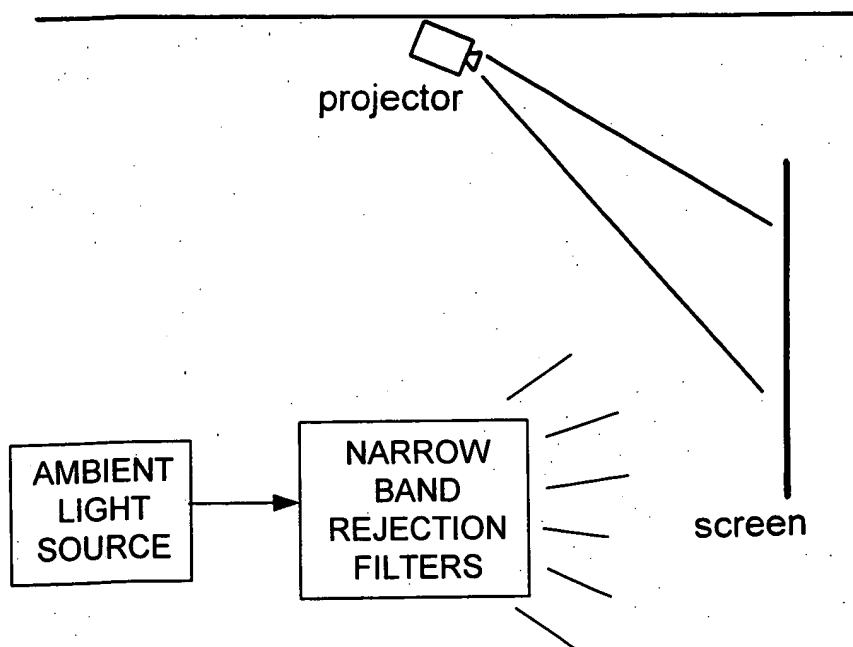 projector
AMBIENT
LIGHT
SOURCE
NARROW
BAND
REJECTION
FILTERS
screen